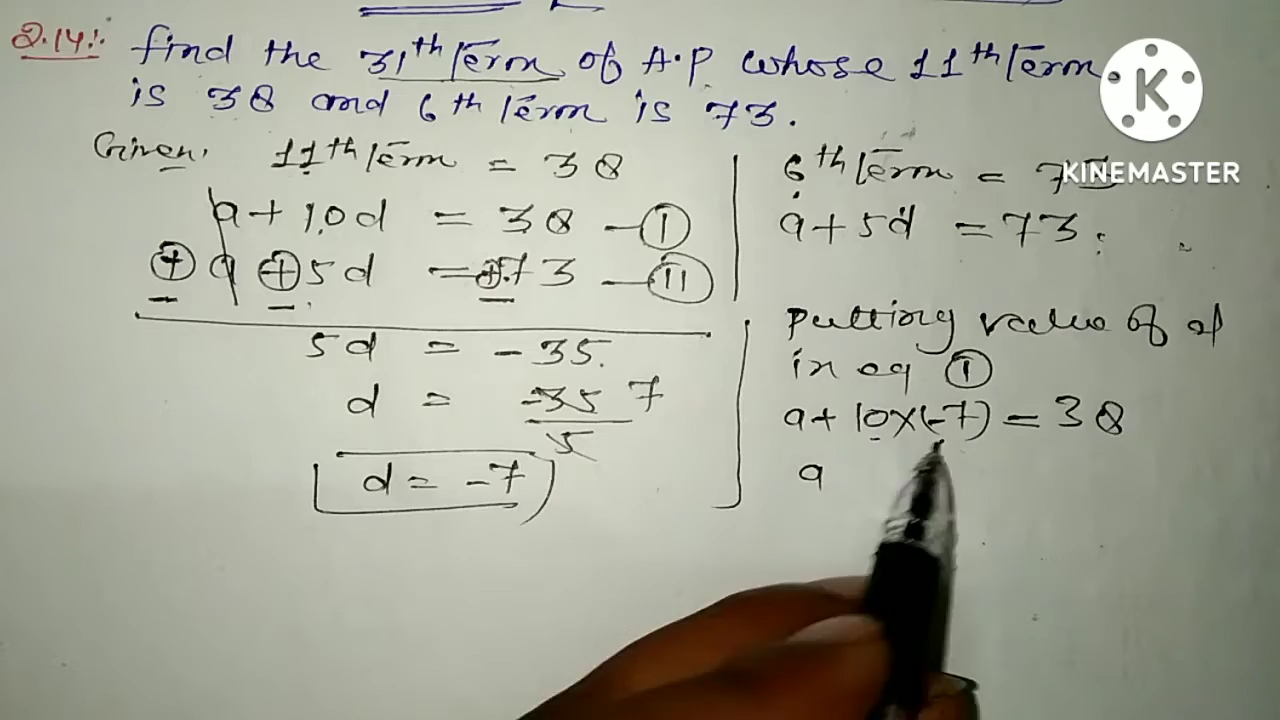 Q.14:. find the 31th term of A.P whose 11th term
is 38 and 6th term is 73.
Given, 11th term = 38
a + 10d = 38 - I
+ a + 5d = + 73 - II
- - -
5d = -35.
d = -35 7
5
d = -7
6th term = 73
a + 5d = 73
putting value of d
in eq I
a + 10x(-7) = 38
a
K
KINEMASTER